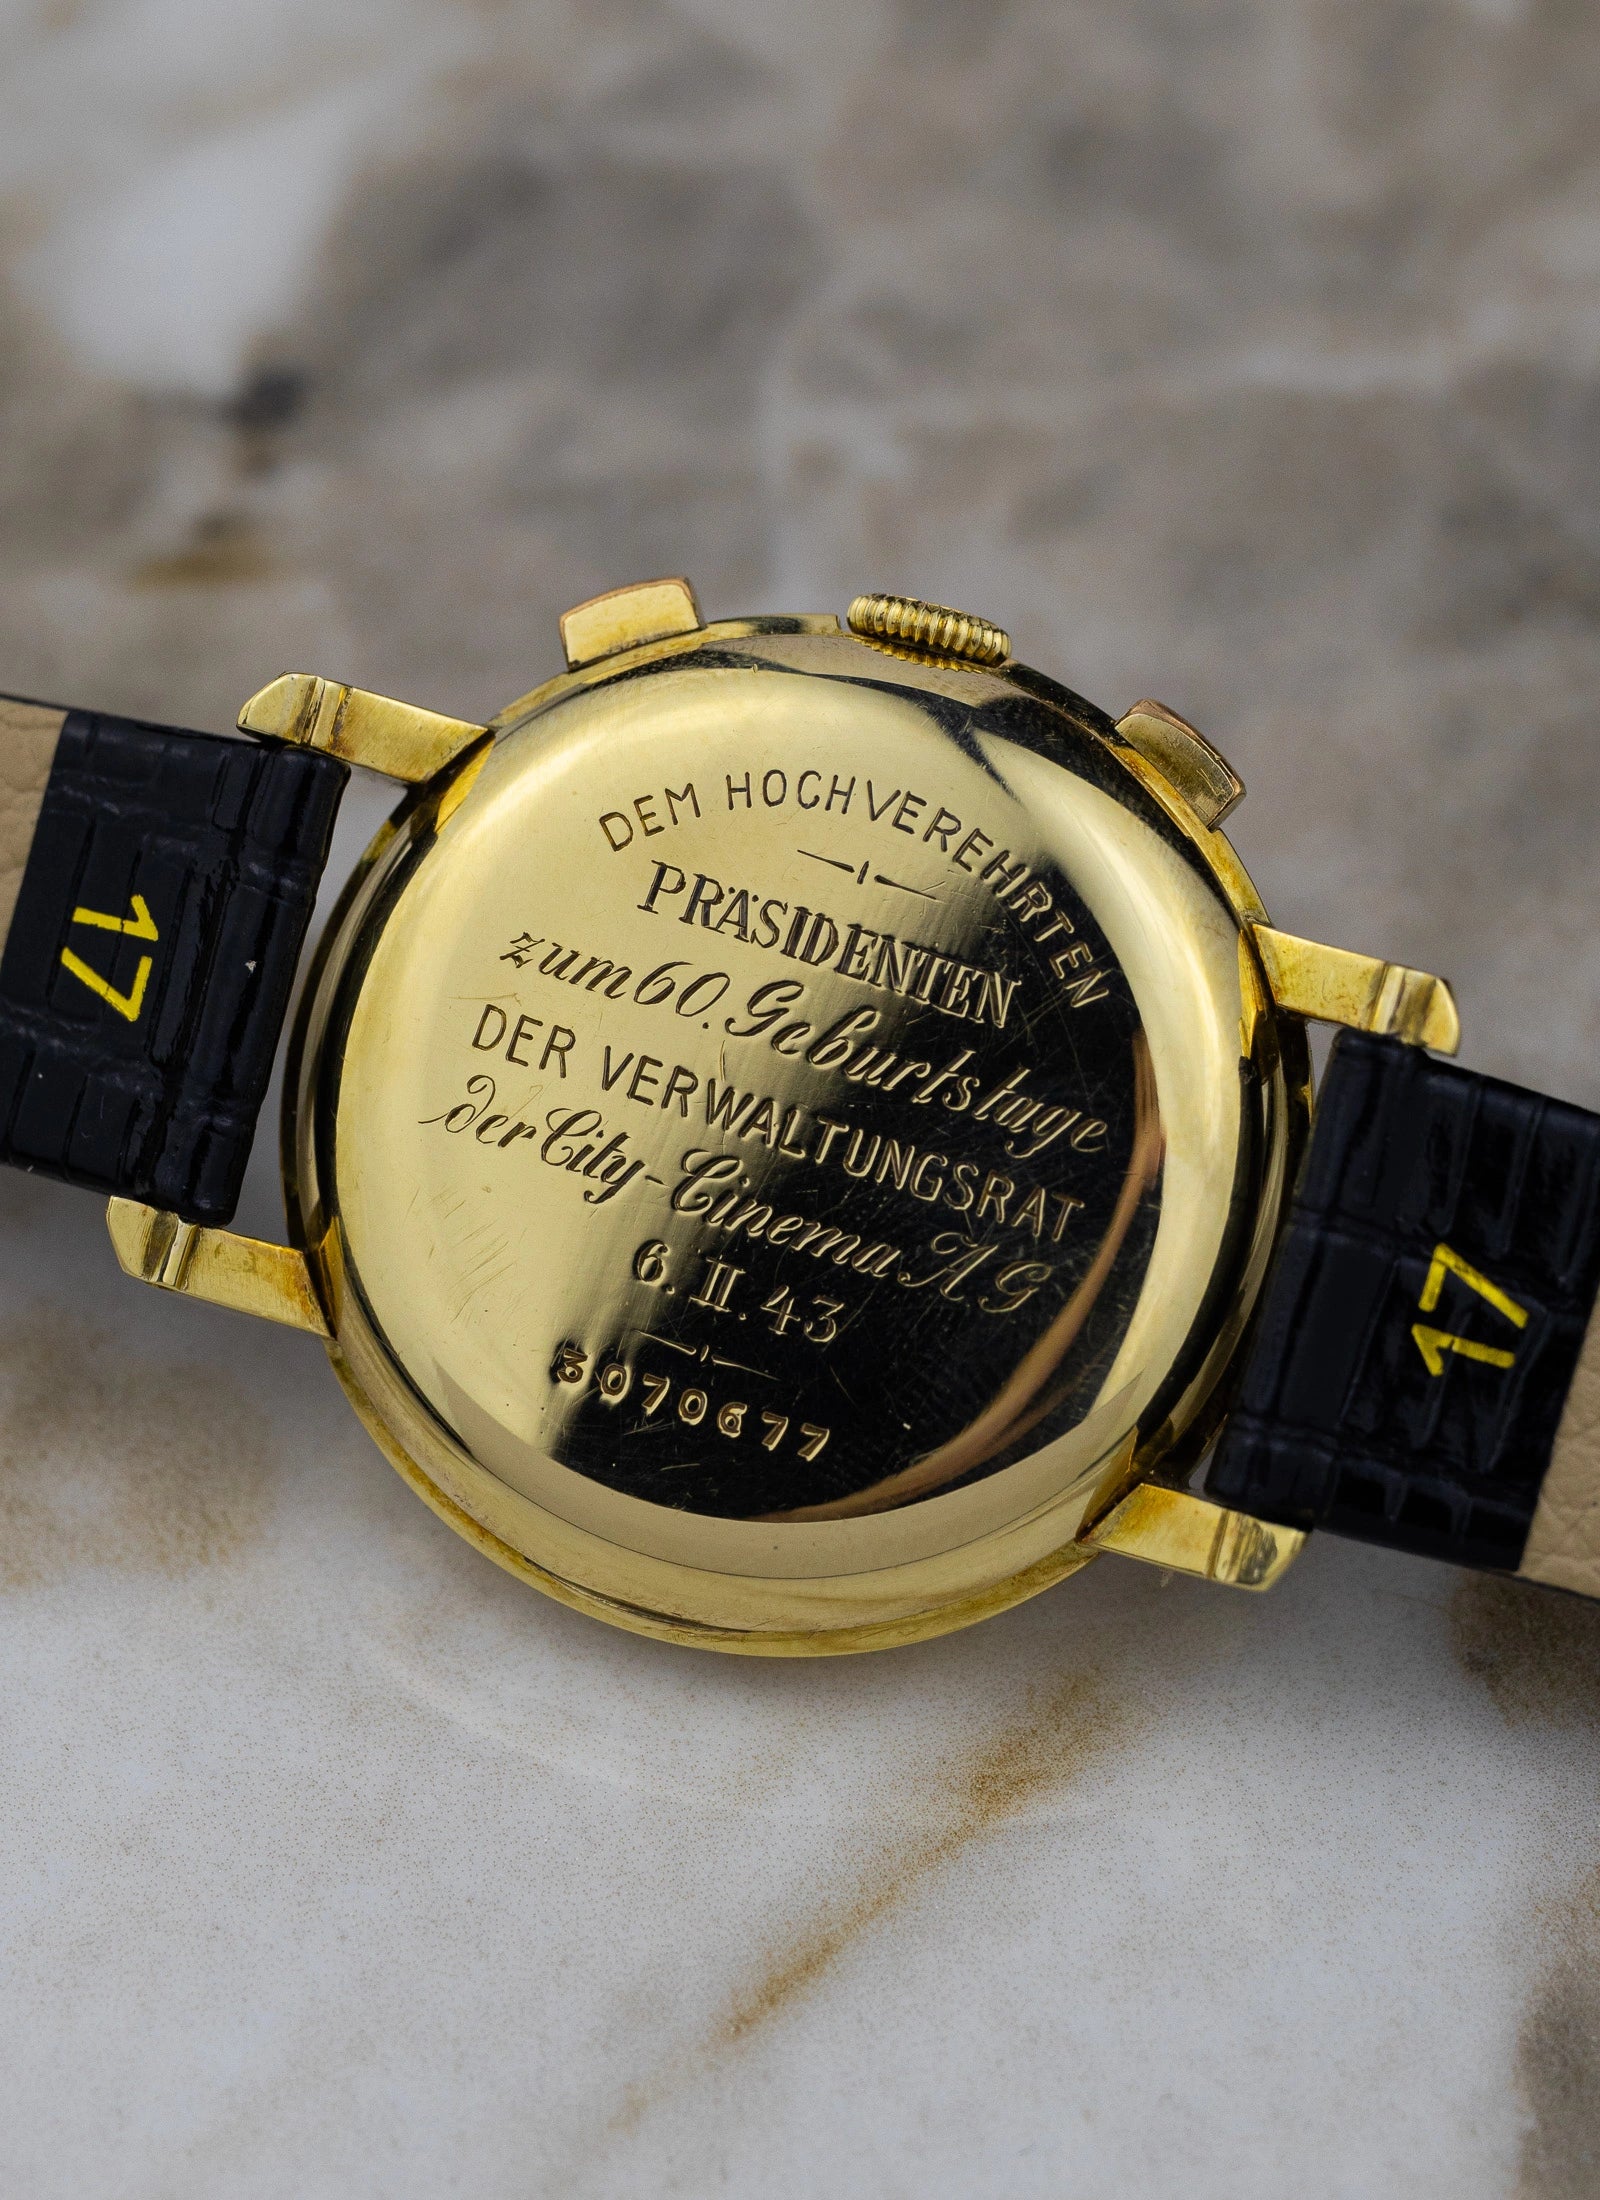 DEM HOCHVEREHRTEN
PRÄSIDENTEN
zum 60. Geburtstage
DER VERWALTUNGSRAT
der City-Cinema A G
6. II. 43
3070677
17
17